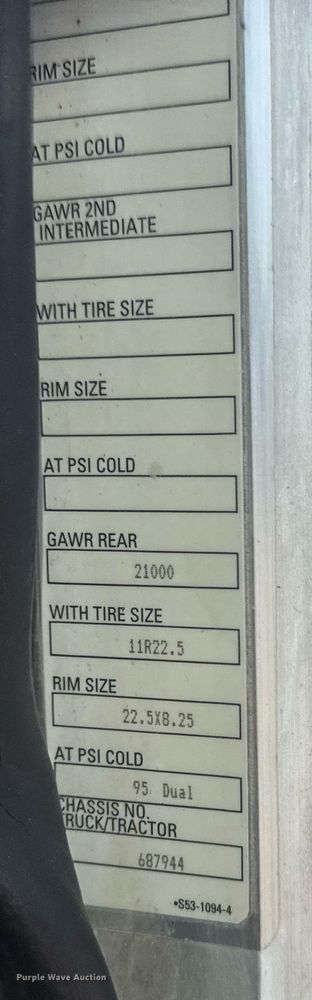 RIM SIZE
AT PSI COLD
GAWR 2ND
INTERMEDIATE
WITH TIRE SIZE
RIM SIZE
AT PSI COLD
GAWR REAR
21000
WITH TIRE SIZE
11R22.5
RIM SIZE
22.5X8.25
AT PSI COLD
95 Dual
CHASSIS NO.
TRUCK/TRACTOR
687944
•S53-1094-4
Purple Wave Auction